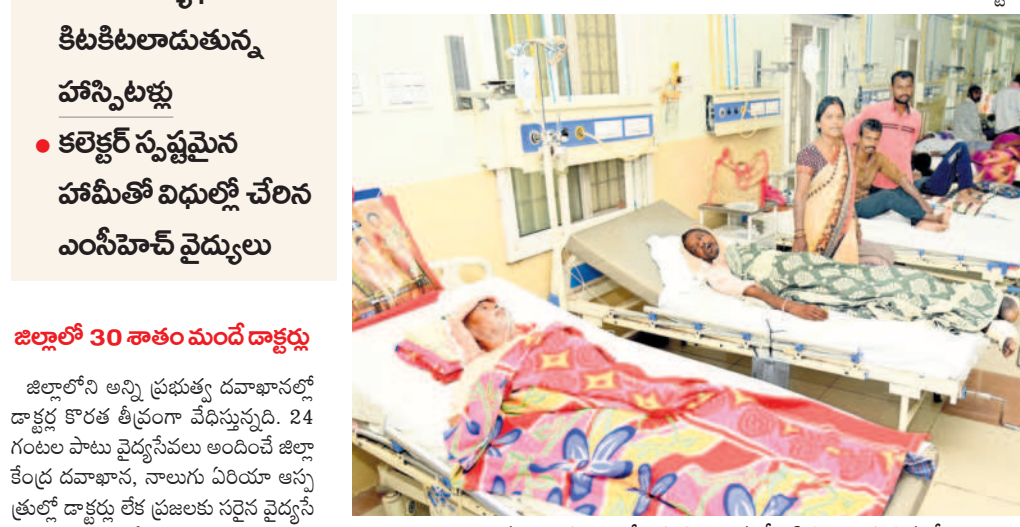 కిటకిటలాడుతున్న
హాస్పిటళ్లు
● కలెక్టర్ స్పష్టమైన
హామీతో విధుల్లో చేరిన
ఎంసీహెచ్ వైద్యులు
జిల్లాలో 30 శాతం మందే డాక్టర్లు
జిల్లాలోని అన్ని ప్రభుత్వ దవాఖానల్లో
డాక్టర్ల కొరత తీవ్రంగా వేధిస్తున్నది. 24
గంటల పాటు వైద్యసేవలు అందించే జిల్లా
కేంద్ర దవాఖాన, నాలుగు ఏరియా ఆస్ప
త్రుల్లో డాక్టర్లు లేక ప్రజలకు సరైన వైద్యసే